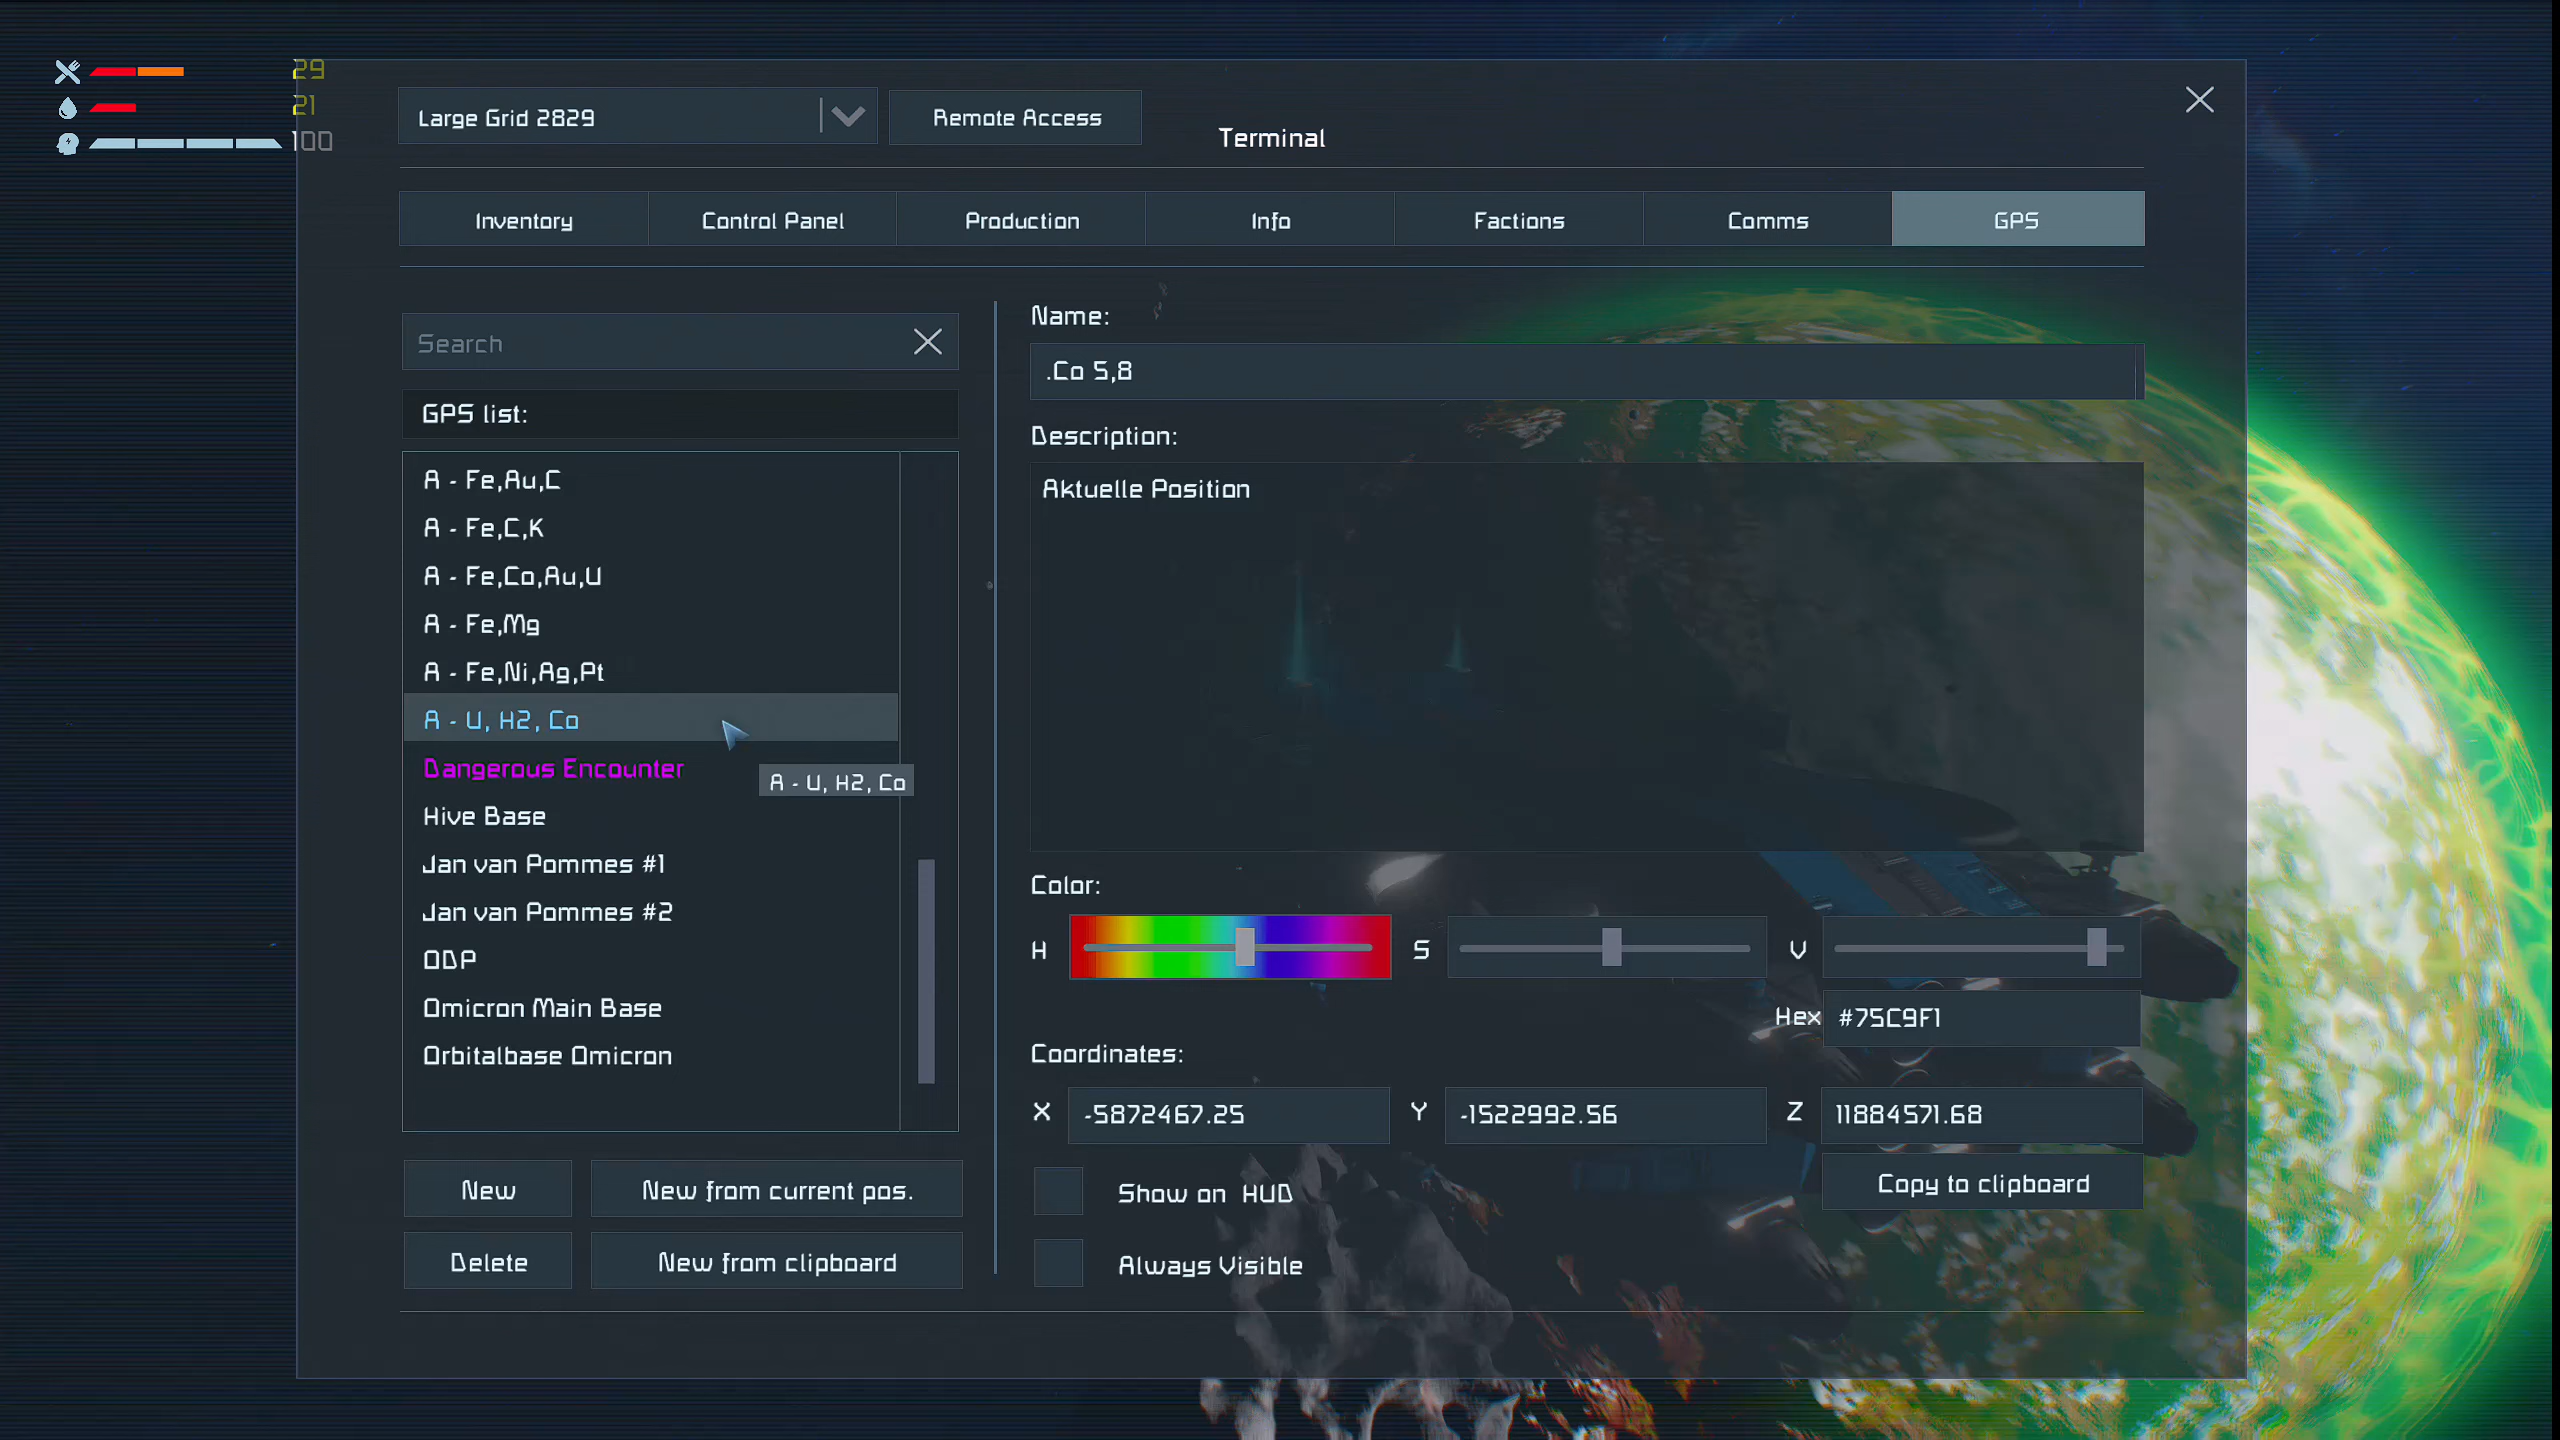 29
21
100
Large Grid 2829
Remote Access
Terminal
Inventory
Control Panel
Production
Info
Factions
Comms
GPS
Search
GPS list:
A - Fe,Au,C
A - Fe,C,K
A - Fe,Co,Au,U
A - Fe,Mg
A - Fe,Ni,Ag,Pt
A - U, H2, Co
Dangerous Encounter
A - U, H2, Co
Hive Base
Jan van Pommes #1
Jan van Pommes #2
ODP
Omicron Main Base
Orbitalbase Omicron
New
New from current pos.
Delete
New from clipboard
Name:
.Co 5,8
Description:
Aktuelle Position
Color:
H
S
V
Hex #75C9F1
Coordinates:
X -5872467.25 Y -1522992.56 Z 11884571.68
Show on HUD
Copy to clipboard
Always Visible